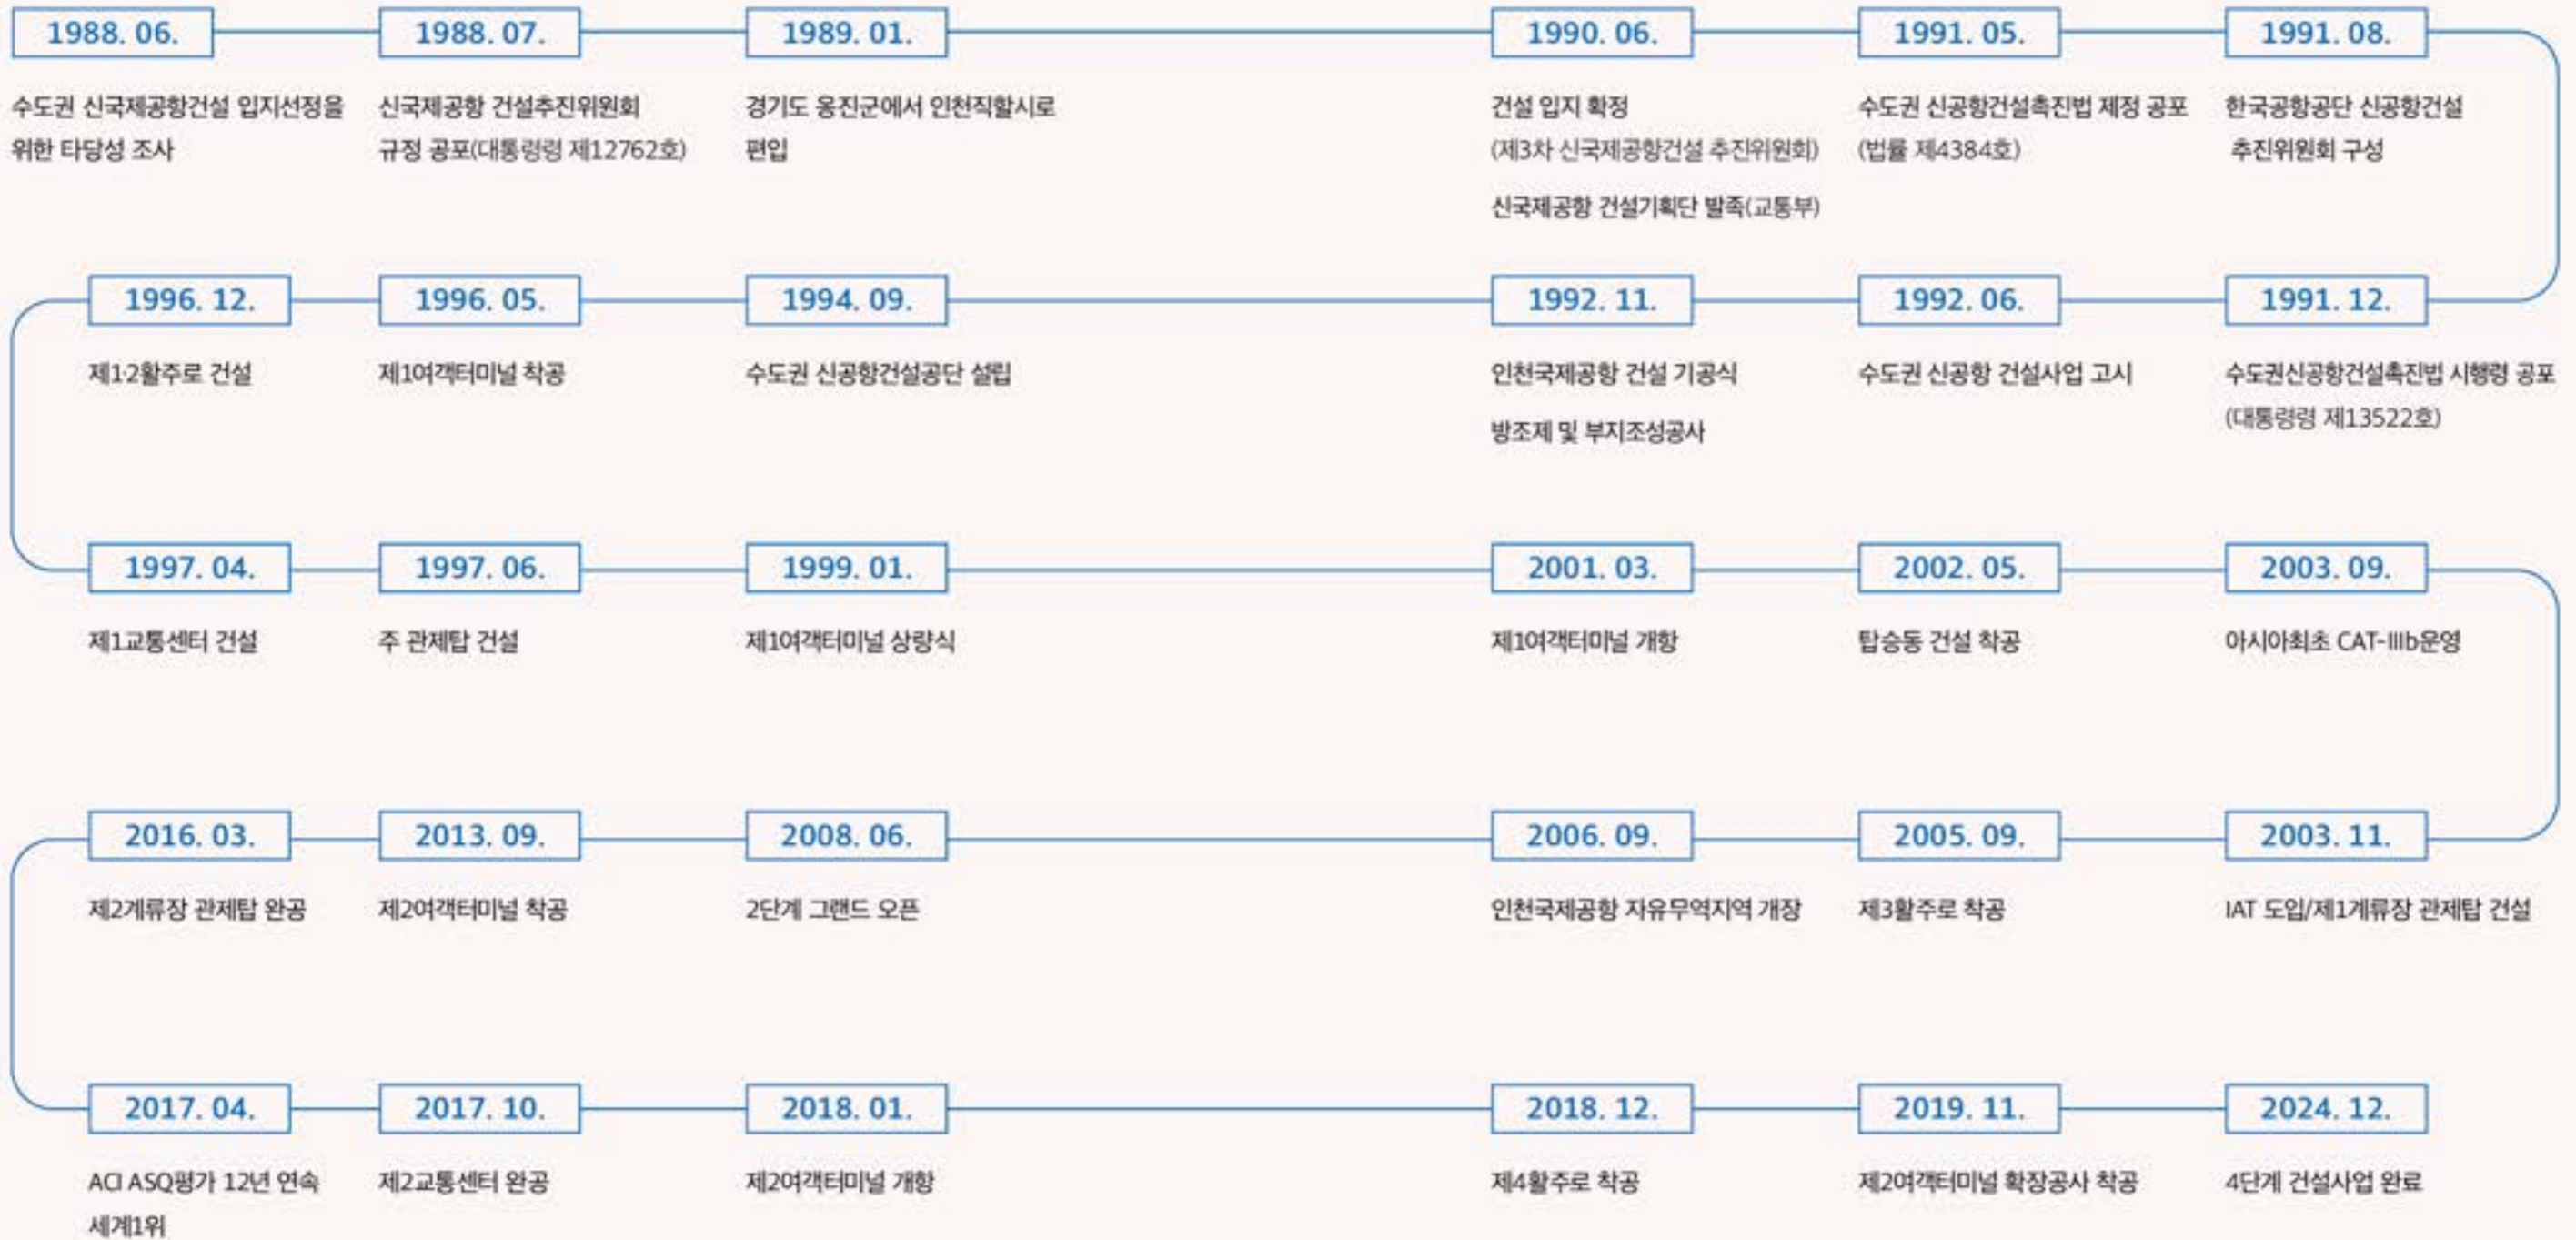 1988. 06.
수도권 신국제공항건설 입지선정을
위한 타당성 조사
1988. 07.
신국제공항 건설추진위원회
규정 공포(대통령령 제12762호)
1989. 01.
경기도 옹진군에서 인천직할시로
편입
1990. 06.
건설 입지 확정
(제3차 신국제공항건설 추진위원회)
신국제공항 건설기획단 발족(교통부)
1991. 05.
수도권 신공항건설촉진법 제정 공포
(법률 제4384호)
1991. 08.
한국공항공단 신공항건설
추진위원회 구성
1991. 12.
수도권신공항건설촉진법 시행령 공포
(대통령령 제13522호)
1992. 06.
수도권 신공항 건설사업 고시
1992. 11.
인천국제공항 건설 기공식
방조제 및 부지조성공사
1994. 09.
수도권 신공항건설공단 설립
1996. 05.
제1여객터미널 착공
1996. 12.
제1·2활주로 건설
1997. 04.
제1교통센터 건설
1997. 06.
주 관제탑 건설
1999. 01.
제1여객터미널 상량식
2001. 03.
제1여객터미널 개항
2002. 05.
탑승동 건설 착공
2003. 09.
아시아최초 CAT-IIIb운영
2003. 11.
IAT 도입/제1계류장 관제탑 건설
2005. 09.
제3활주로 착공
2006. 09.
인천국제공항 자유무역지역 개장
2008. 06.
2단계 그랜드 오픈
2013. 09.
제2여객터미널 착공
2016. 03.
제2계류장 관제탑 완공
2017. 04.
ACI ASQ평가 12년 연속
세계1위
2017. 10.
제2교통센터 완공
2018. 01.
제2여객터미널 개항
2018. 12.
제4활주로 착공
2019. 11.
제2여객터미널 확장공사 착공
2024. 12.
4단계 건설사업 완료